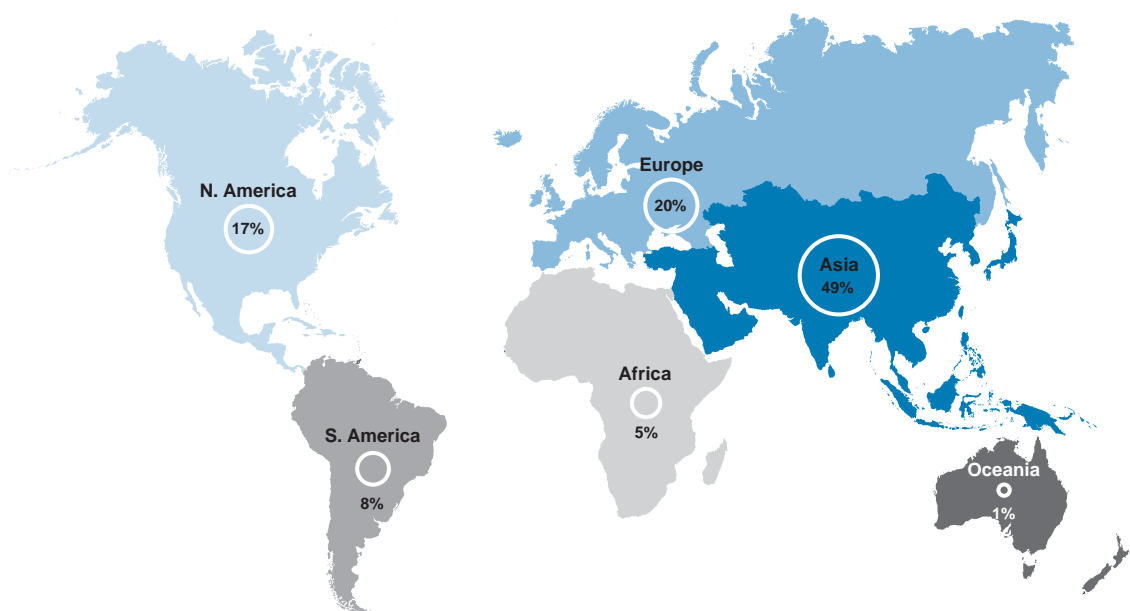 N. America
17%
Europe
20%
Asia
49%
Africa
5%
S. America
8%
Oceania
1%